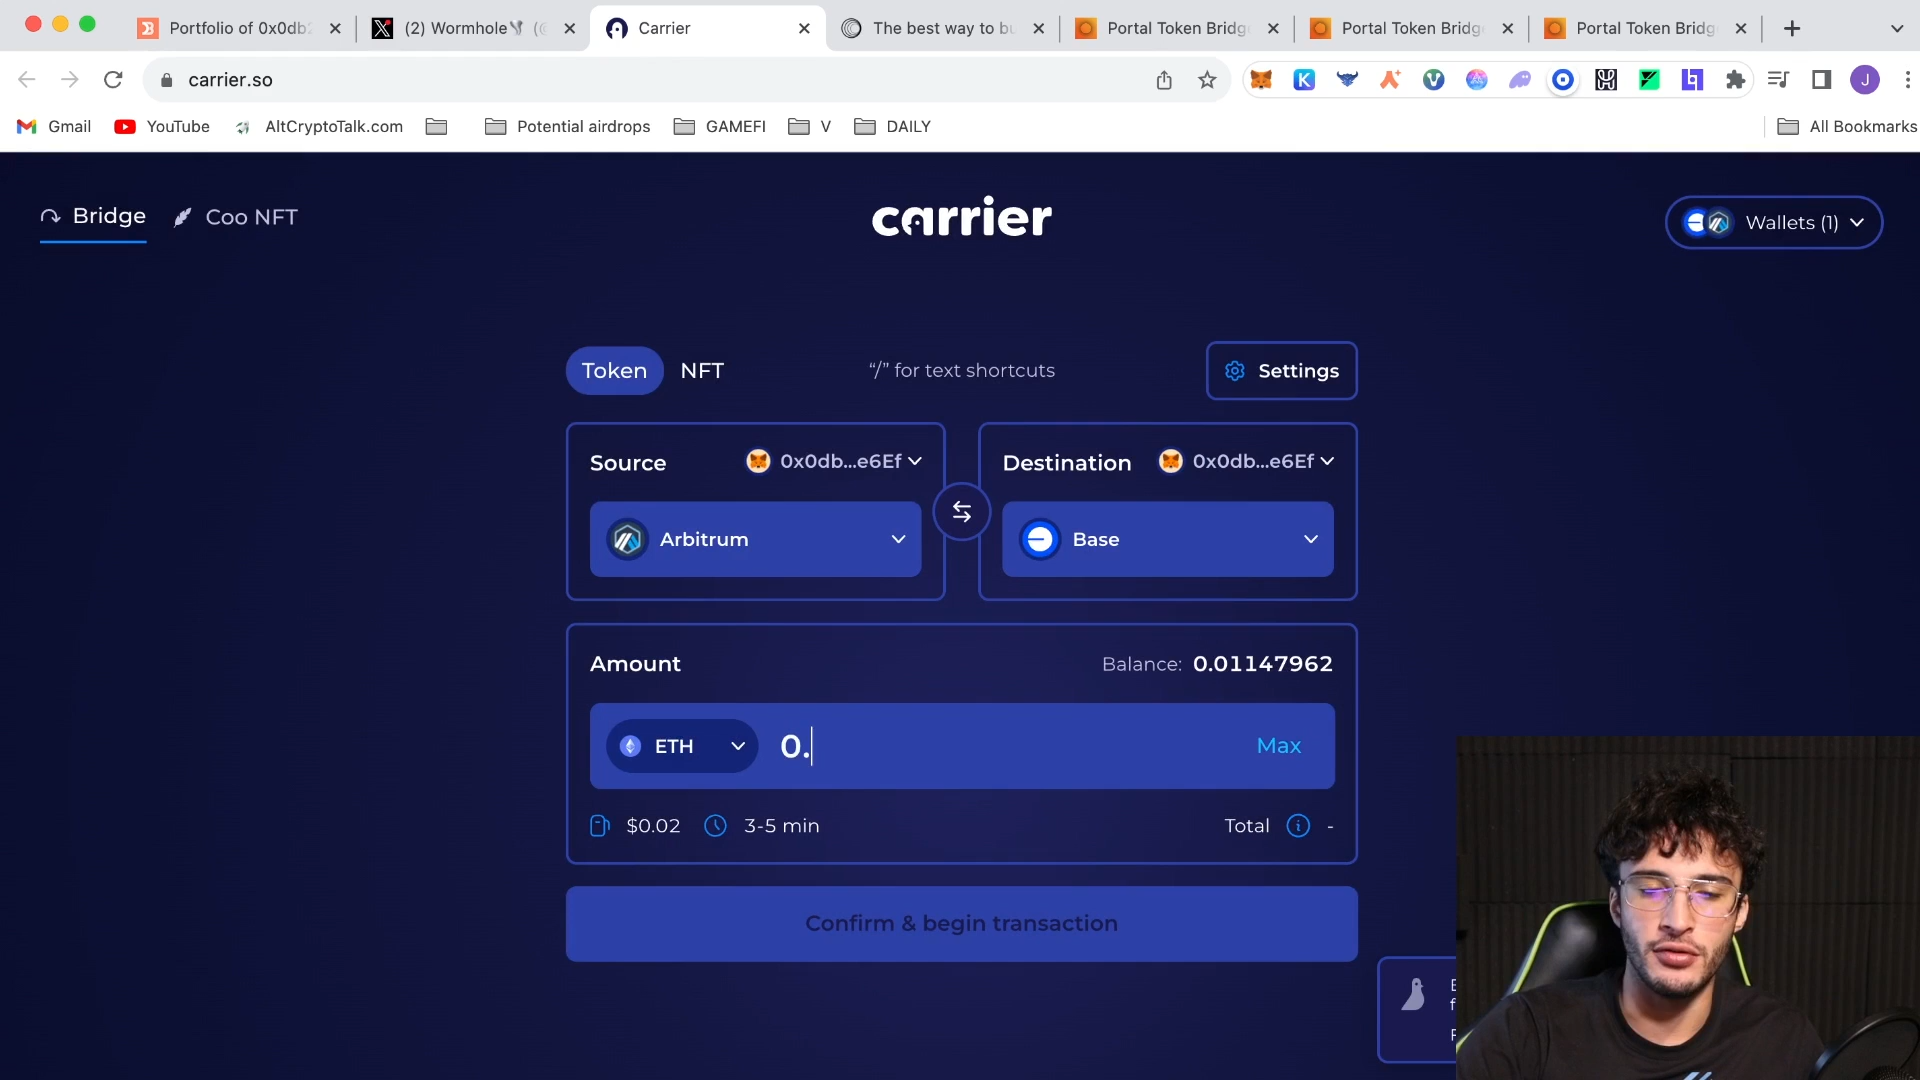 Portfolio of 0x0db2
(2) Wormhole
Carrier
The best way to bu
Portal Token Bridg
Portal Token Bridg
Portal Token Bridg
carrier.so
J
Gmail
YouTube
AltCryptoTalk.com
Potential airdrops
GAMEFI
V
DAILY
All Bookmarks
Bridge
Coo NFT
carrier
Wallets (1)
Token
NFT
“/” for text shortcuts
Settings
Source
0x0db...e6Ef
Arbitrum
Destination
0x0db...e6Ef
Base
Amount
Balance: 0.01147962
ETH
0.
Max
$0.02
3-5 min
Total
-
Confirm & begin transaction